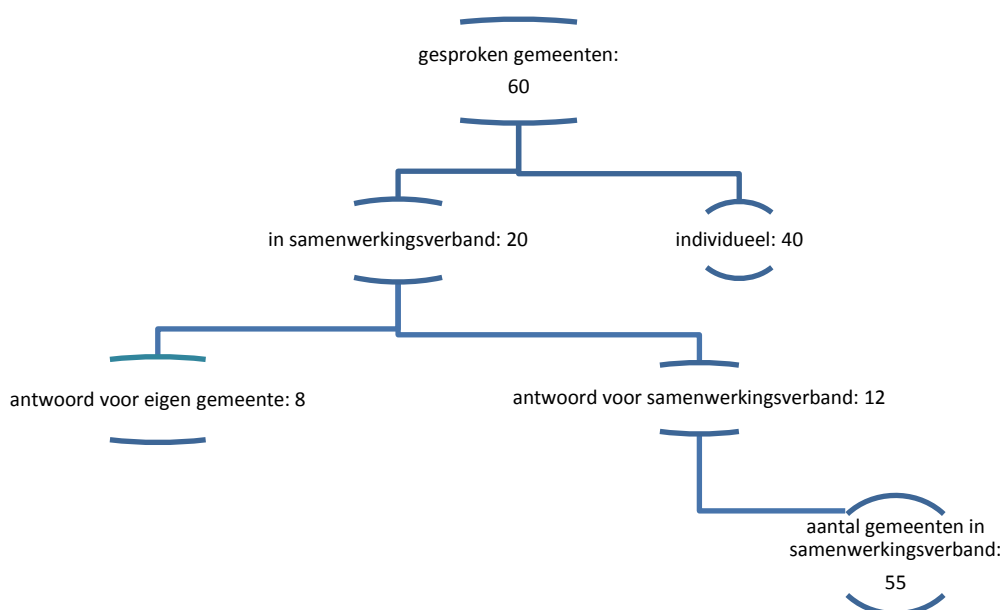 gesproken gemeenten:
60
in samenwerkingsverband: 20
individueel: 40
antwoord voor eigen gemeente: 8
antwoord voor samenwerkingsverband: 12
aantal gemeenten in
samenwerkingsverband:
55